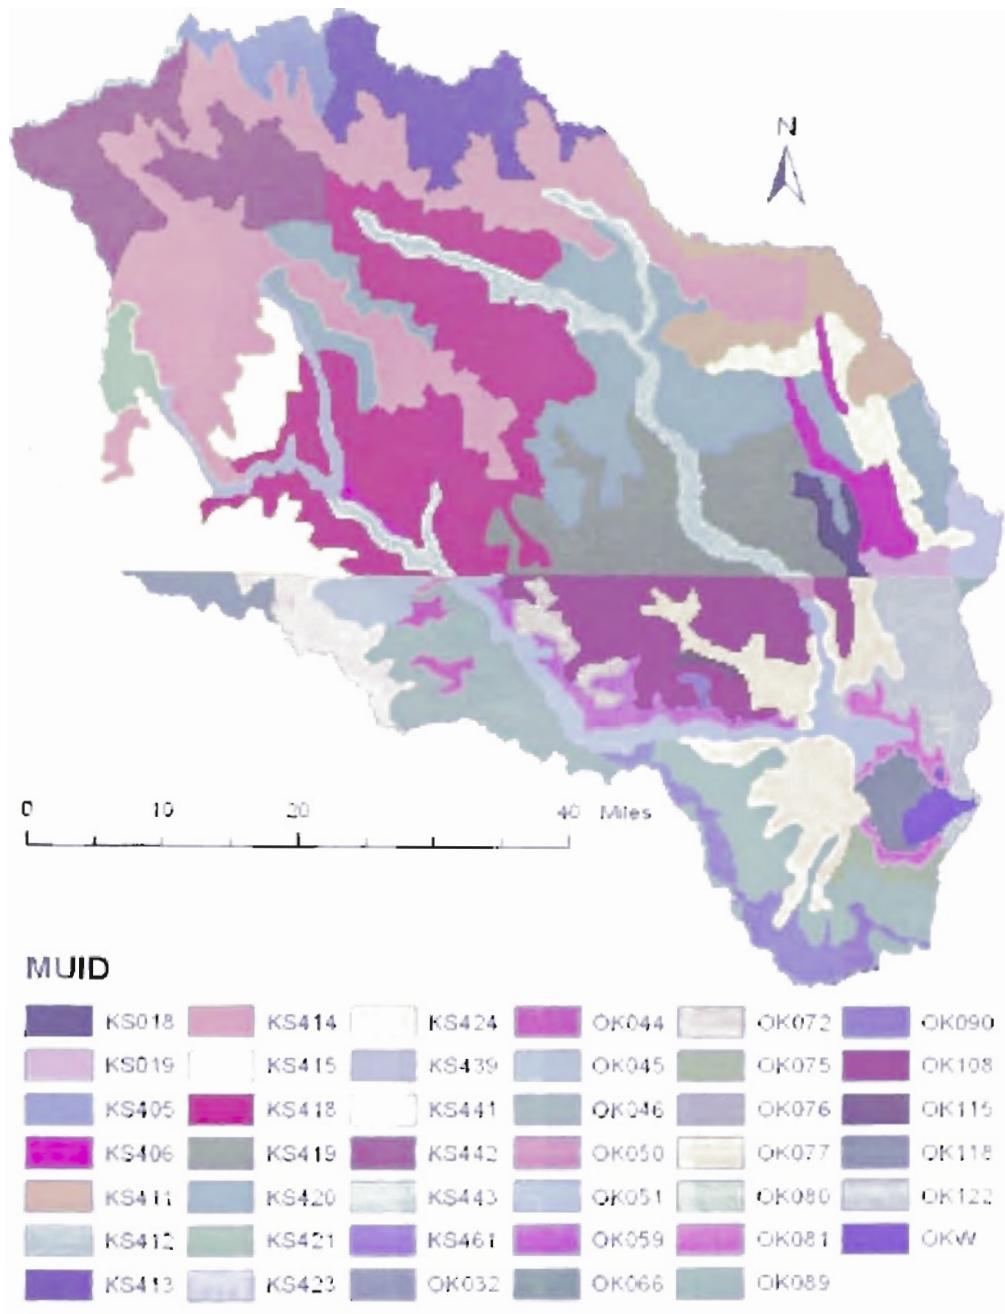 N
0 10 20 40 Miles
MUID
KS018 KS414 KS424 OK044 OK072 OK090
KS019 KS415 KS439 OK045 OK075 OK108
KS405 KS418 KS441 OK046 OK076 OK115
KS406 KS419 KS442 OK050 OK077 OK118
KS411 KS420 KS443 OK051 OK080 OK122
KS412 KS421 KS461 OK059 OK081 OKW
KS413 KS423 OK032 OK066 OK089